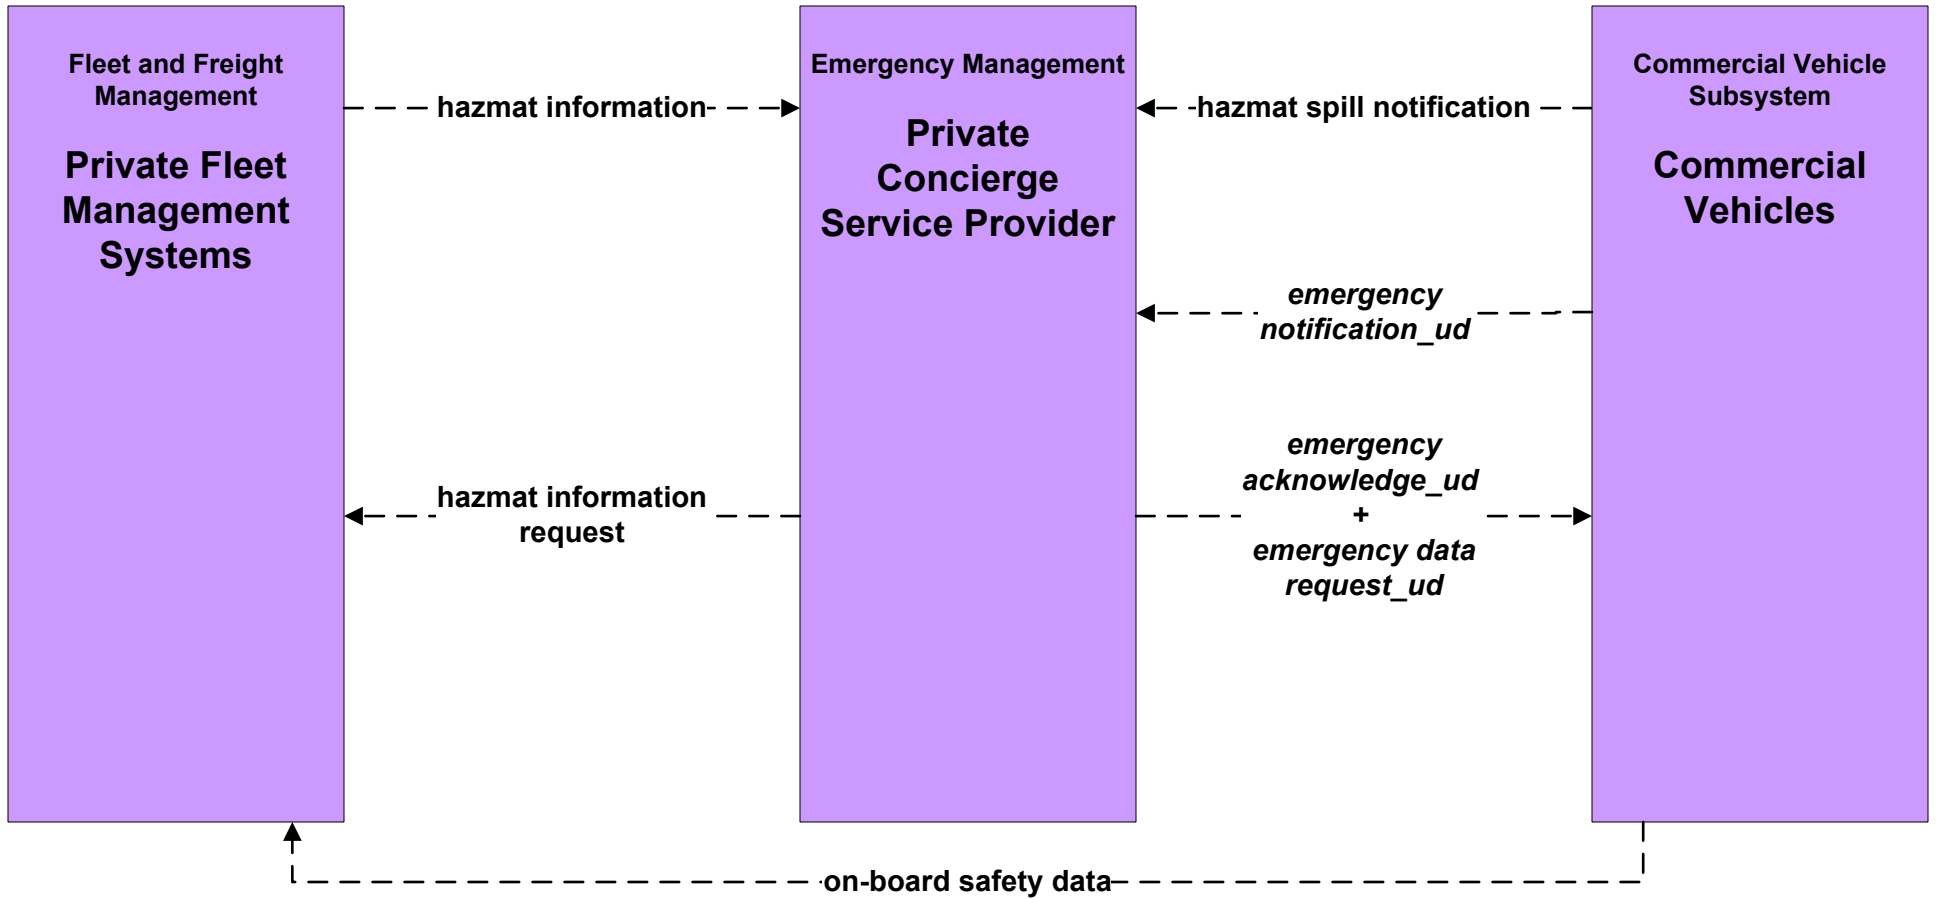 Fleet and Freight
Management
Private Fleet
Management
Systems
hazmat information
hazmat information
request
Emergency Management
Private
Concierge
Service Provider
hazmat spill notification
emergency
notification_ud
emergency
acknowledge_ud
+
emergency data
request_ud
Commercial Vehicle
Subsystem
Commercial
Vehicles
on-board safety data